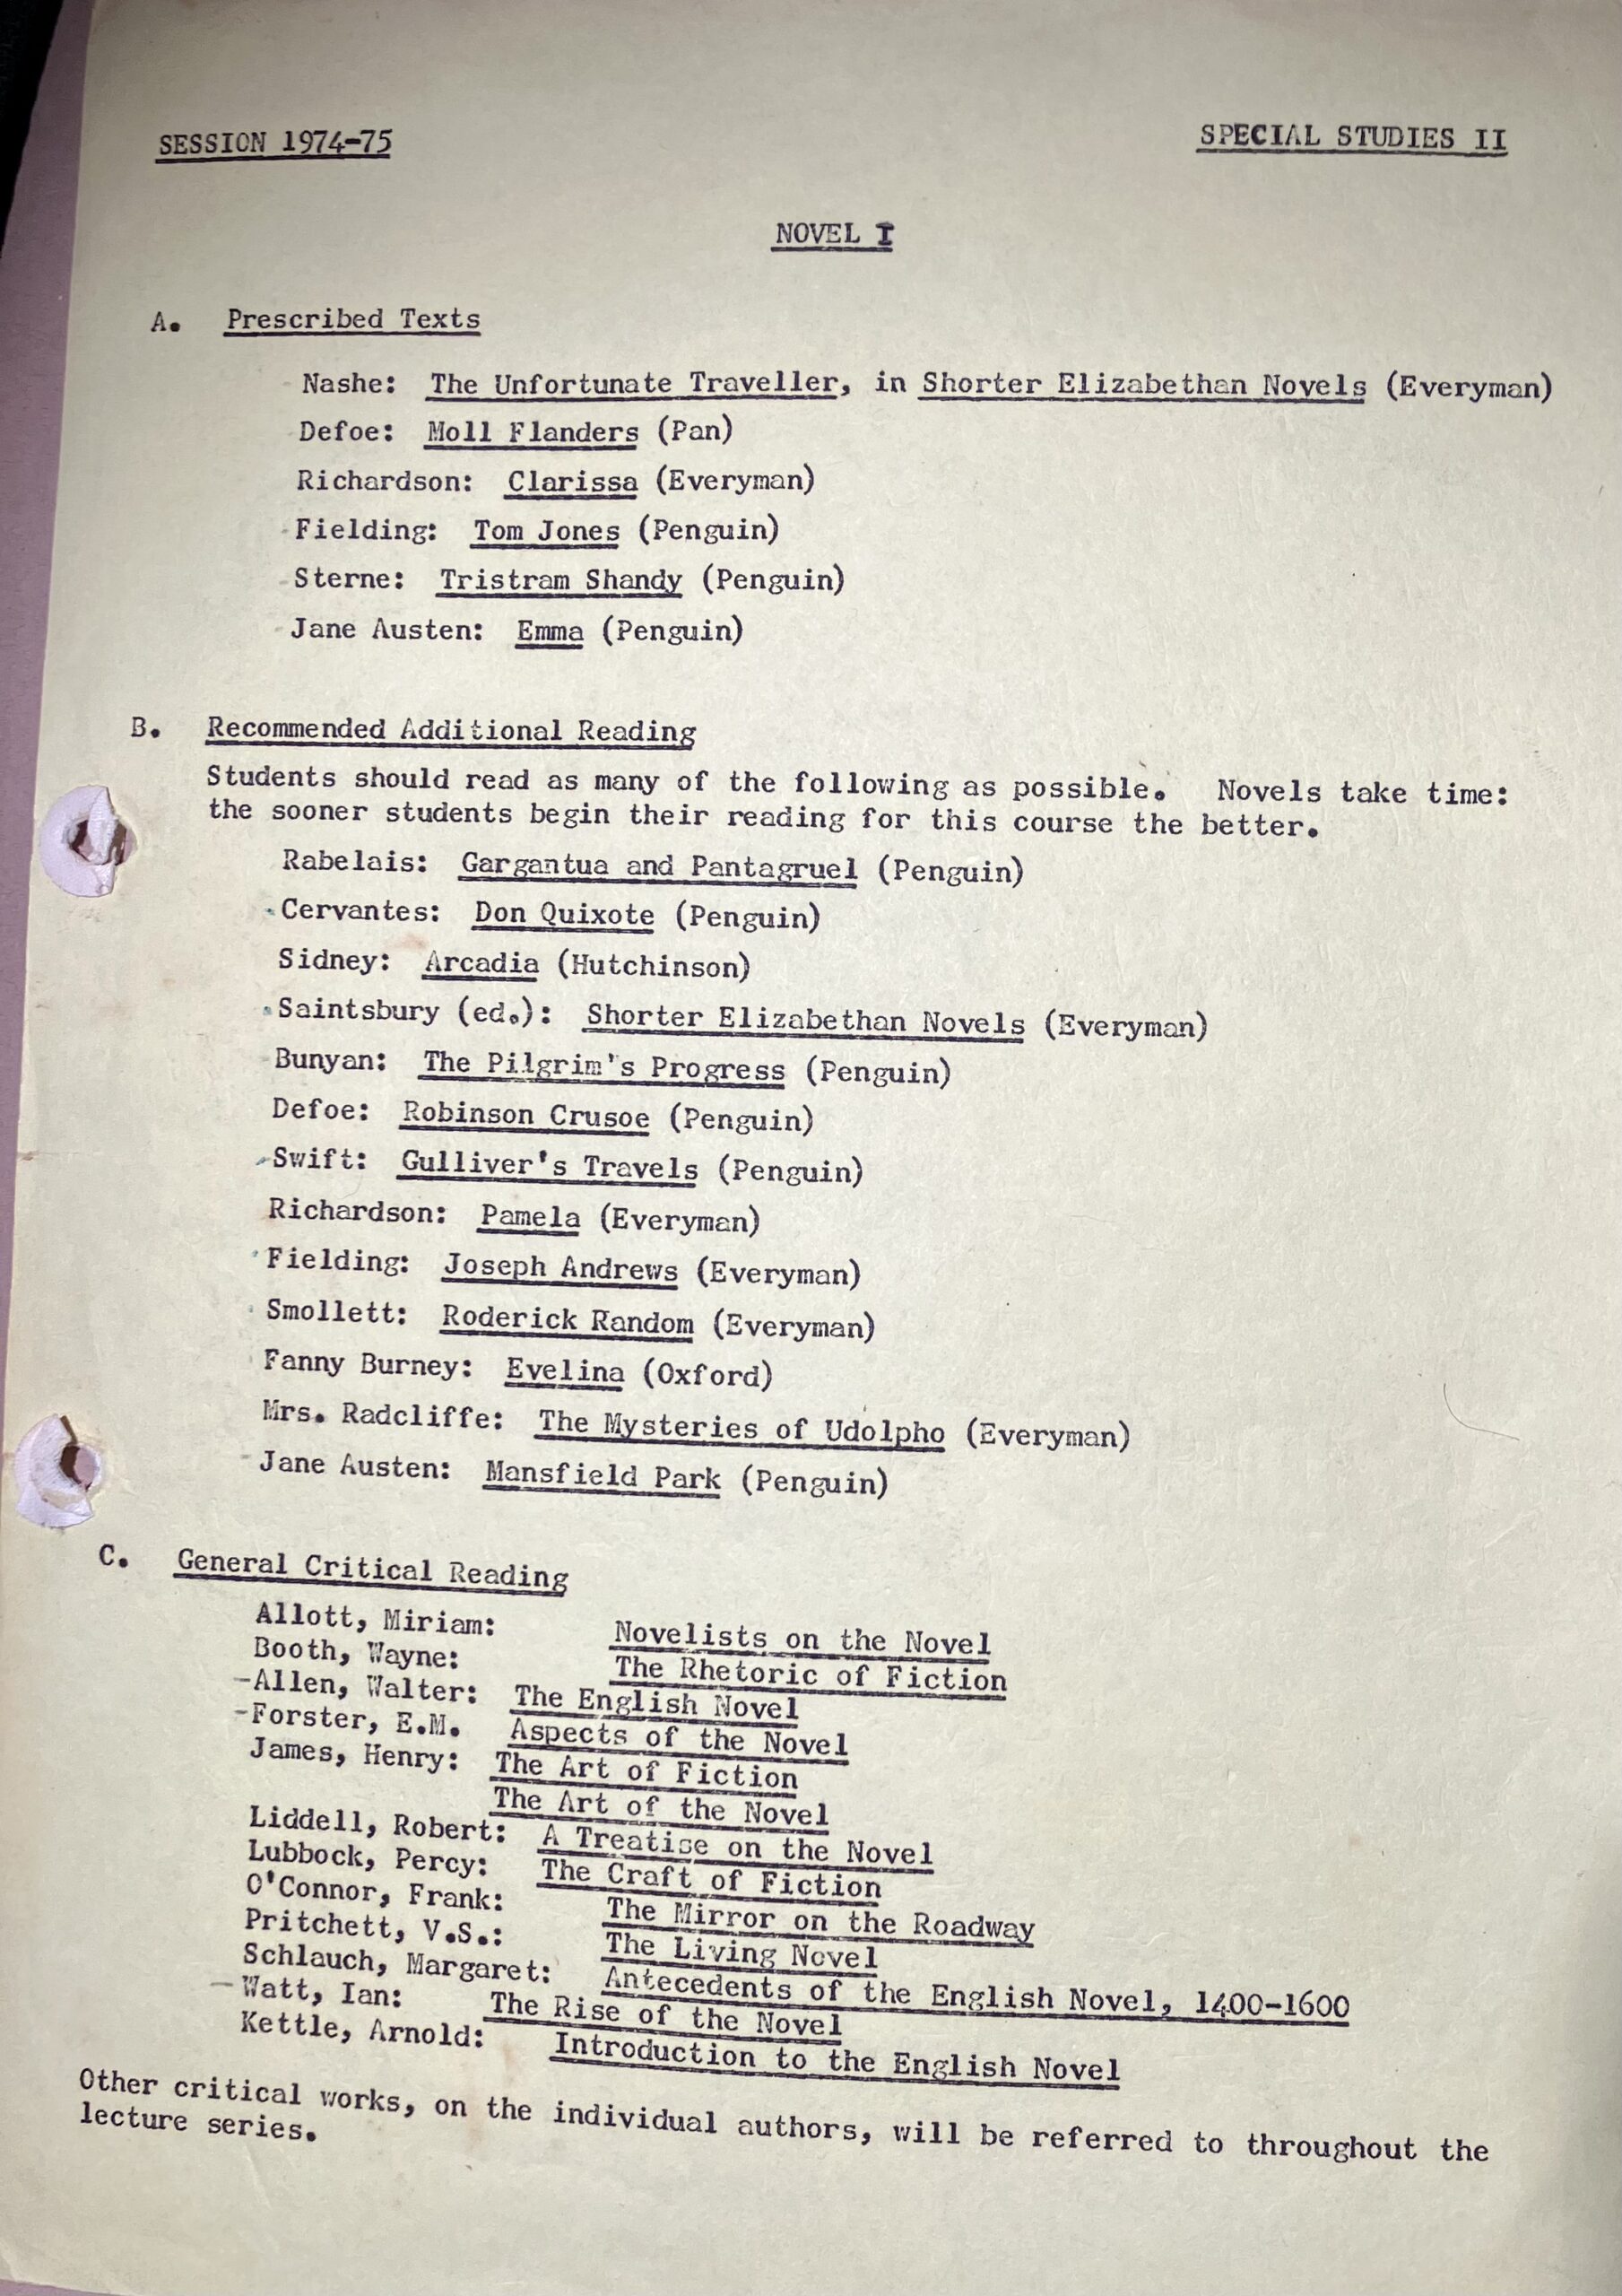 SESSION 1974-75
SPECIAL STUDIES II
NOVEL I
A. Prescribed Texts
Nashe: The Unfortunate Traveller, in Shorter Elizabethan Novels (Everyman)
Defoe: Moll Flanders (Pan)
Richardson: Clarissa (Everyman)
Fielding: Tom Jones (Penguin)
Sterne: Tristram Shandy (Penguin)
Jane Austen: Emma (Penguin)
B. Recommended Additional Reading
Students should read as many of the following as possible. Novels take time:
the sooner students begin their reading for this course the better.
Rabelais: Gargantua and Pantagruel (Penguin)
Cervantes: Don Quixote (Penguin)
Sidney: Arcadia (Hutchinson)
Saintsbury (ed.): Shorter Elizabethan Novels (Everyman)
Bunyan: The Pilgrim's Progress (Penguin)
Defoe: Robinson Crusoe (Penguin)
Swift: Gulliver's Travels (Penguin)
Richardson: Pamela (Everyman)
Fielding: Joseph Andrews (Everyman)
Smollett: Roderick Random (Everyman)
Fanny Burney: Evelina (Oxford)
Mrs. Radcliffe: The Mysteries of Udolpho (Everyman)
Jane Austen: Mansfield Park (Penguin)
C. General Critical Reading
Allott, Miriam: Novelists on the Novel
Booth, Wayne: The Rhetoric of Fiction
-Allen, Walter: The English Novel
-Forster, E.M. Aspects of the Novel
James, Henry: The Art of Fiction
The Art of the Novel
Liddell, Robert: A Treatise on the Novel
Lubbock, Percy: The Craft of Fiction
O'Connor, Frank: The Mirror on the Roadway
Pritchett, V.S.: The Living Novel
Schlauch, Margaret: Antecedents of the English Novel, 1400-1600
-Watt, Ian: The Rise of the Novel
Kettle, Arnold: Introduction to the English Novel
Other critical works, on the individual authors, will be referred to throughout the
lecture series.